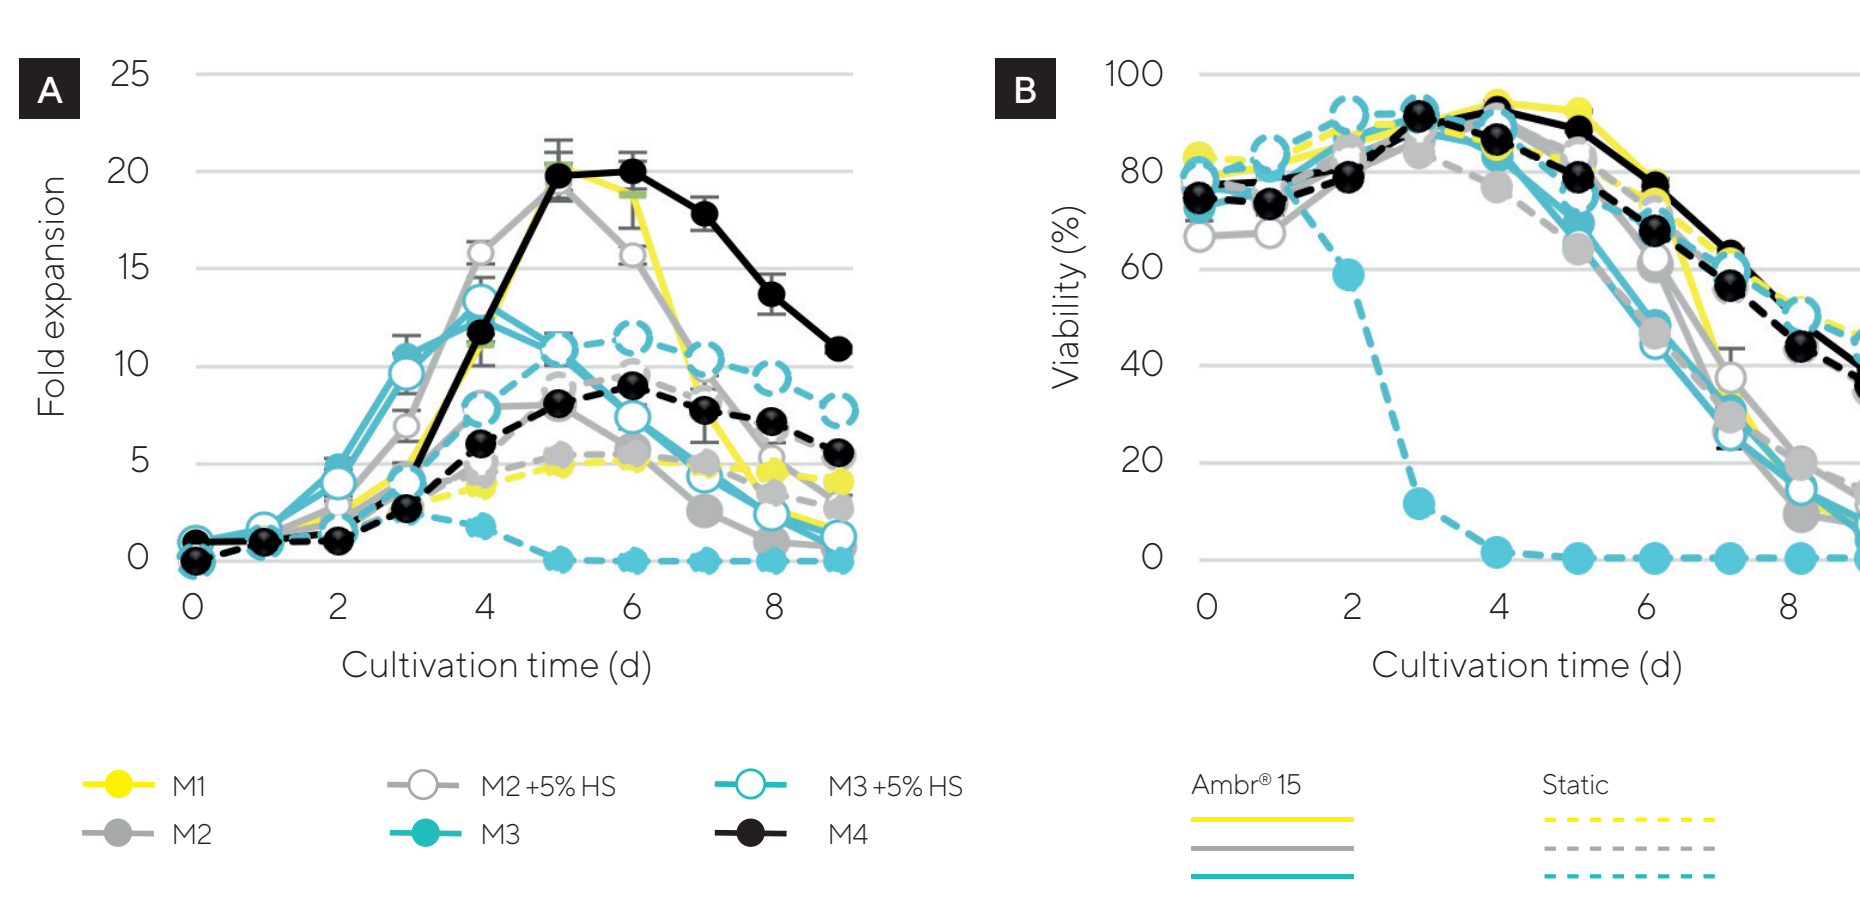 A
25
20
15
10
5
0
Fold expansion
0 2 4 6 8
Cultivation time (d)
B
100
80
60
40
20
0
Viability (%)
0 2 4 6 8
Cultivation time (d)
M1
M2 +5% HS
M3 +5% HS
M2
M3
M4
Ambr® 15
Static